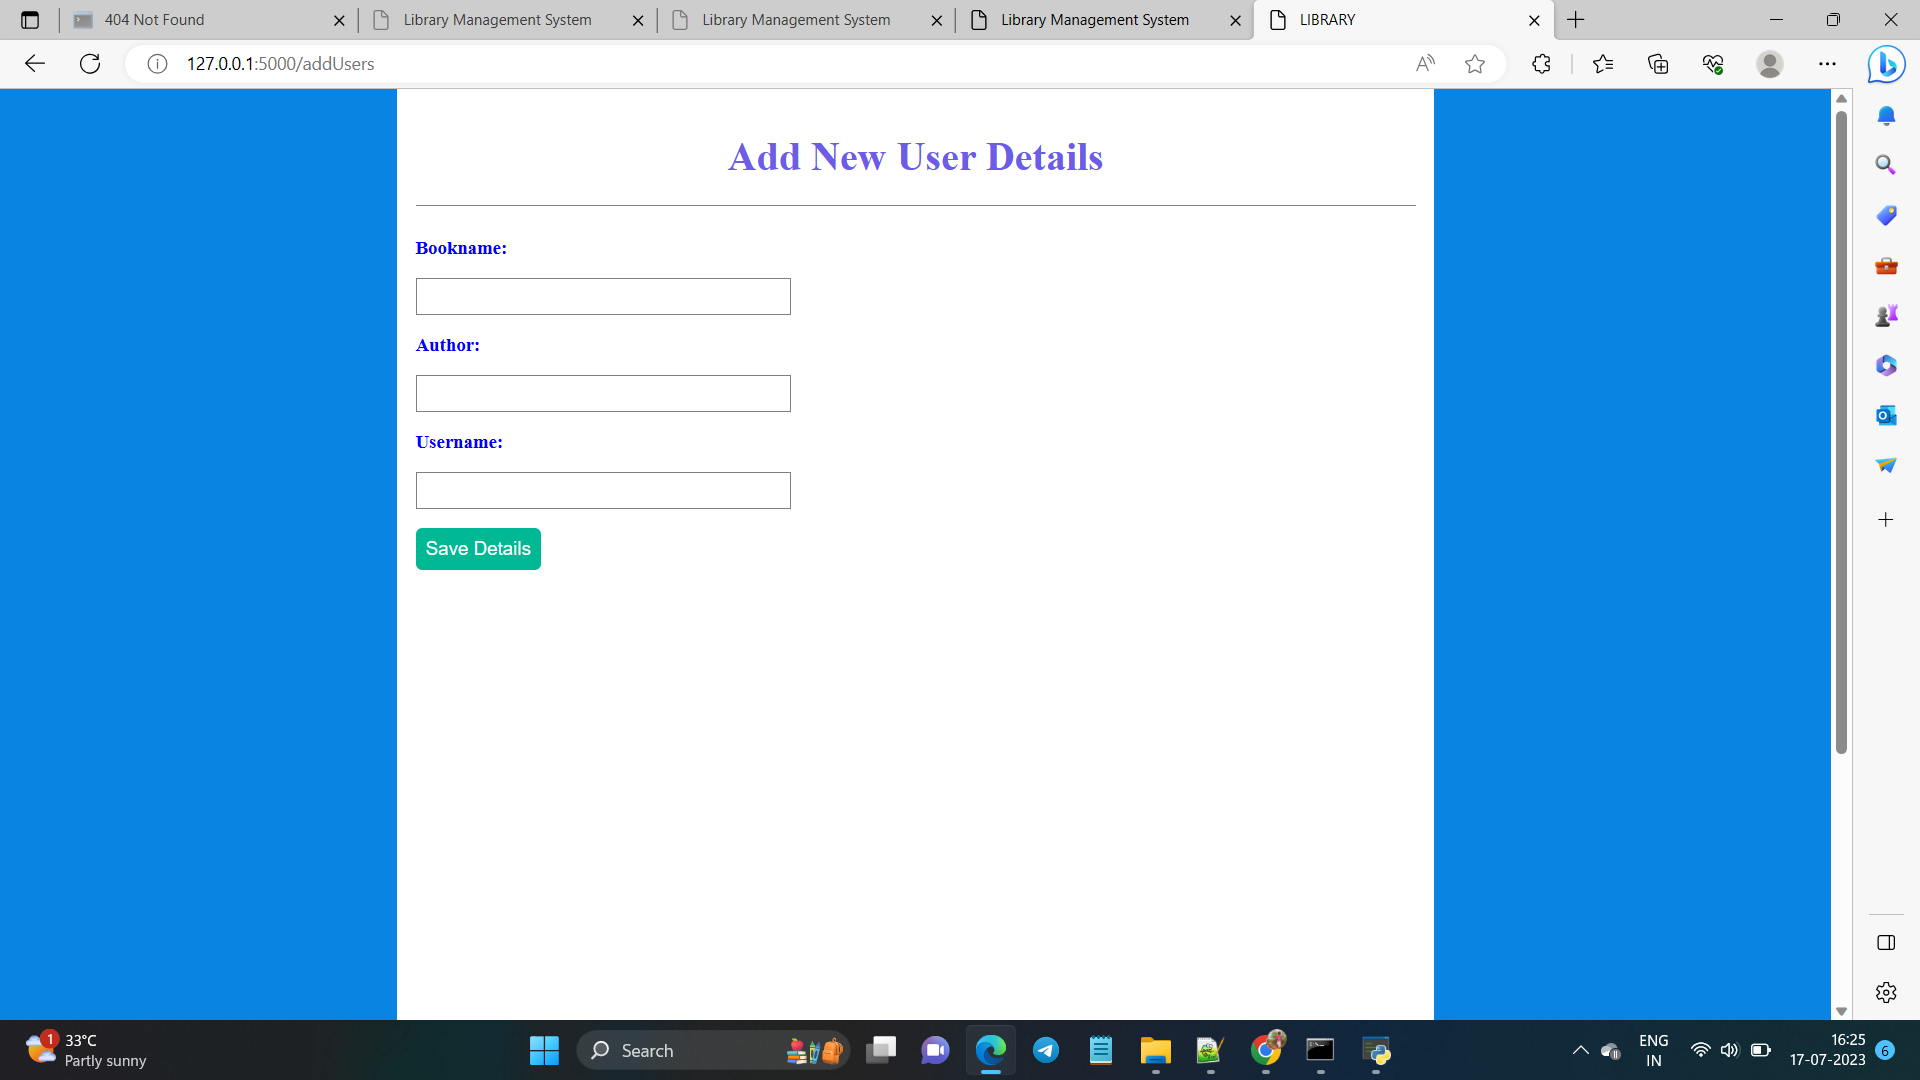 404 Not Found
Library Management System
Library Management System
Library Management System
LIBRARY
127.0.0.1:5000/addUsers
Add New User Details
Bookname:
Author:
Username:
Save Details
1
33°C
Partly sunny
Search
ENG
IN
16:25
17-07-2023
6